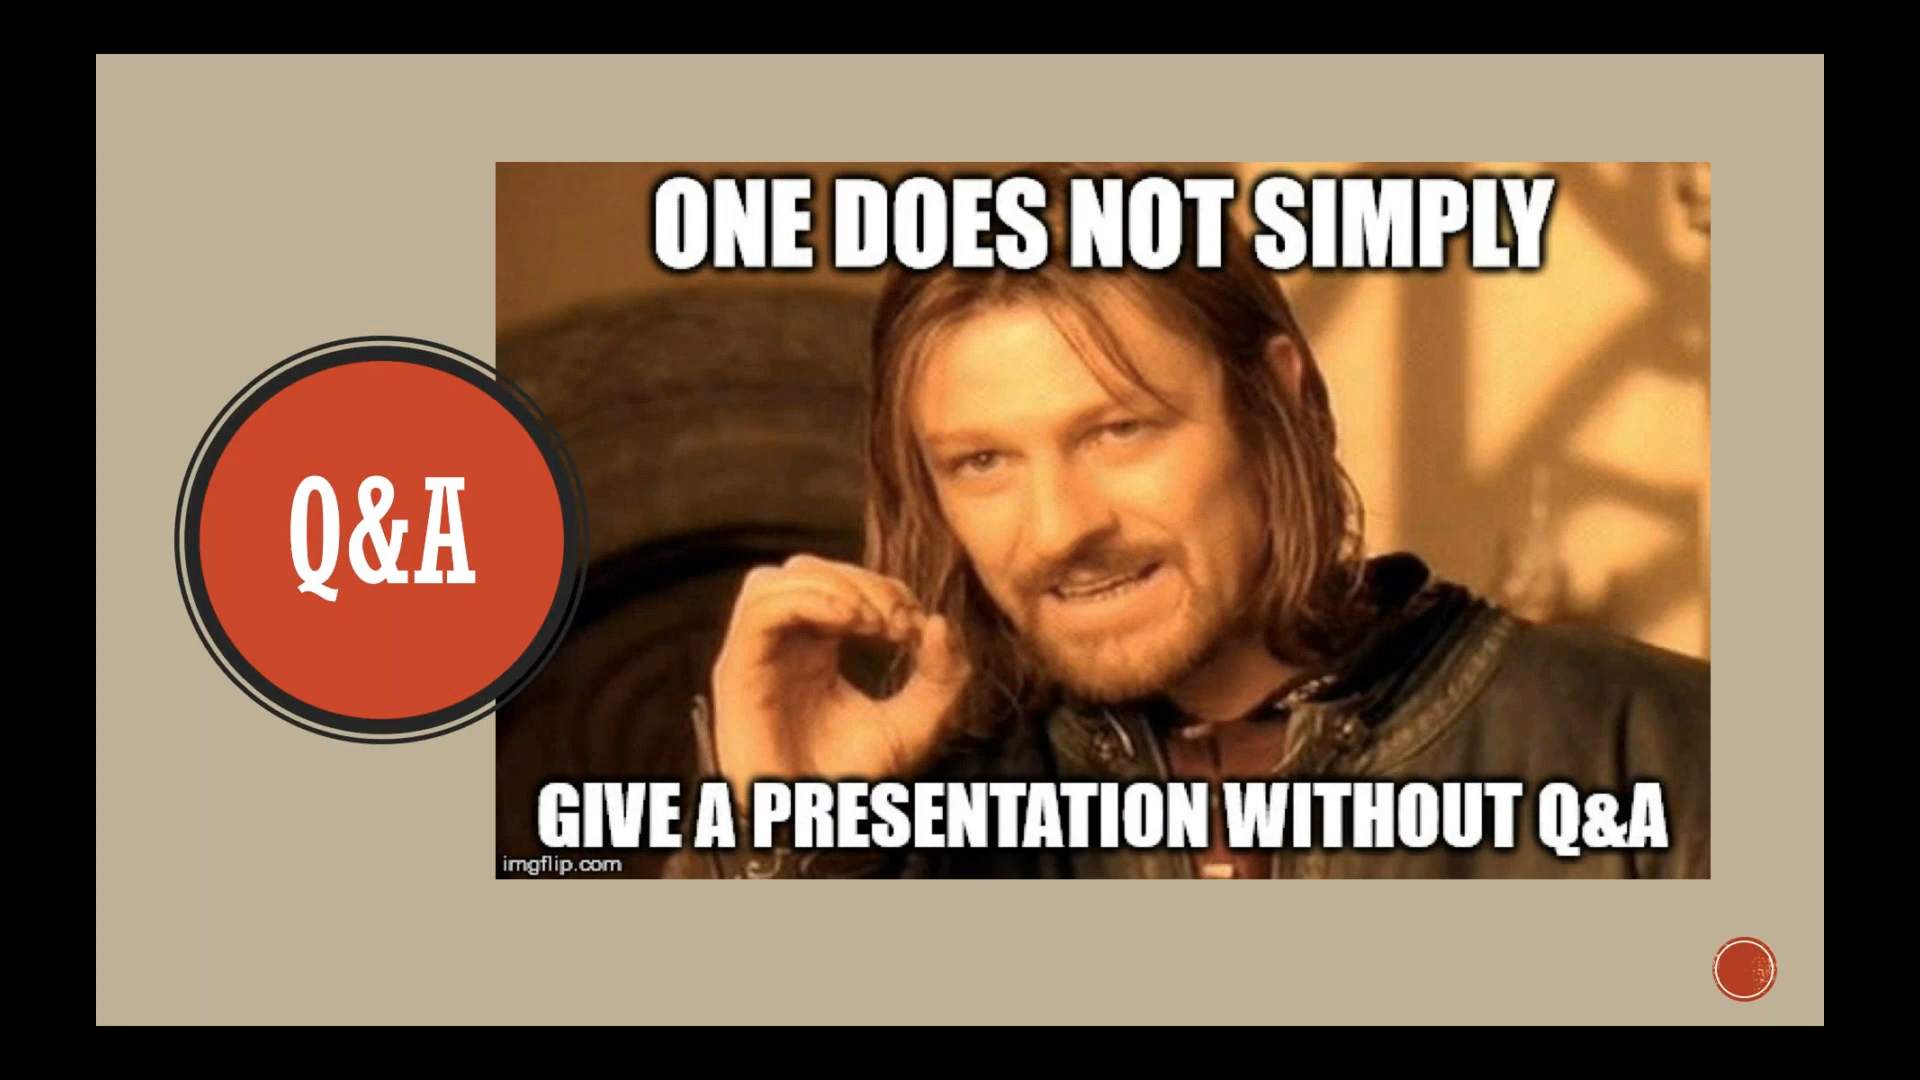 ONE DOES NOT SIMPLY
Q&A
GIVE A PRESENTATION WITHOUT Q&A
imgflip.com